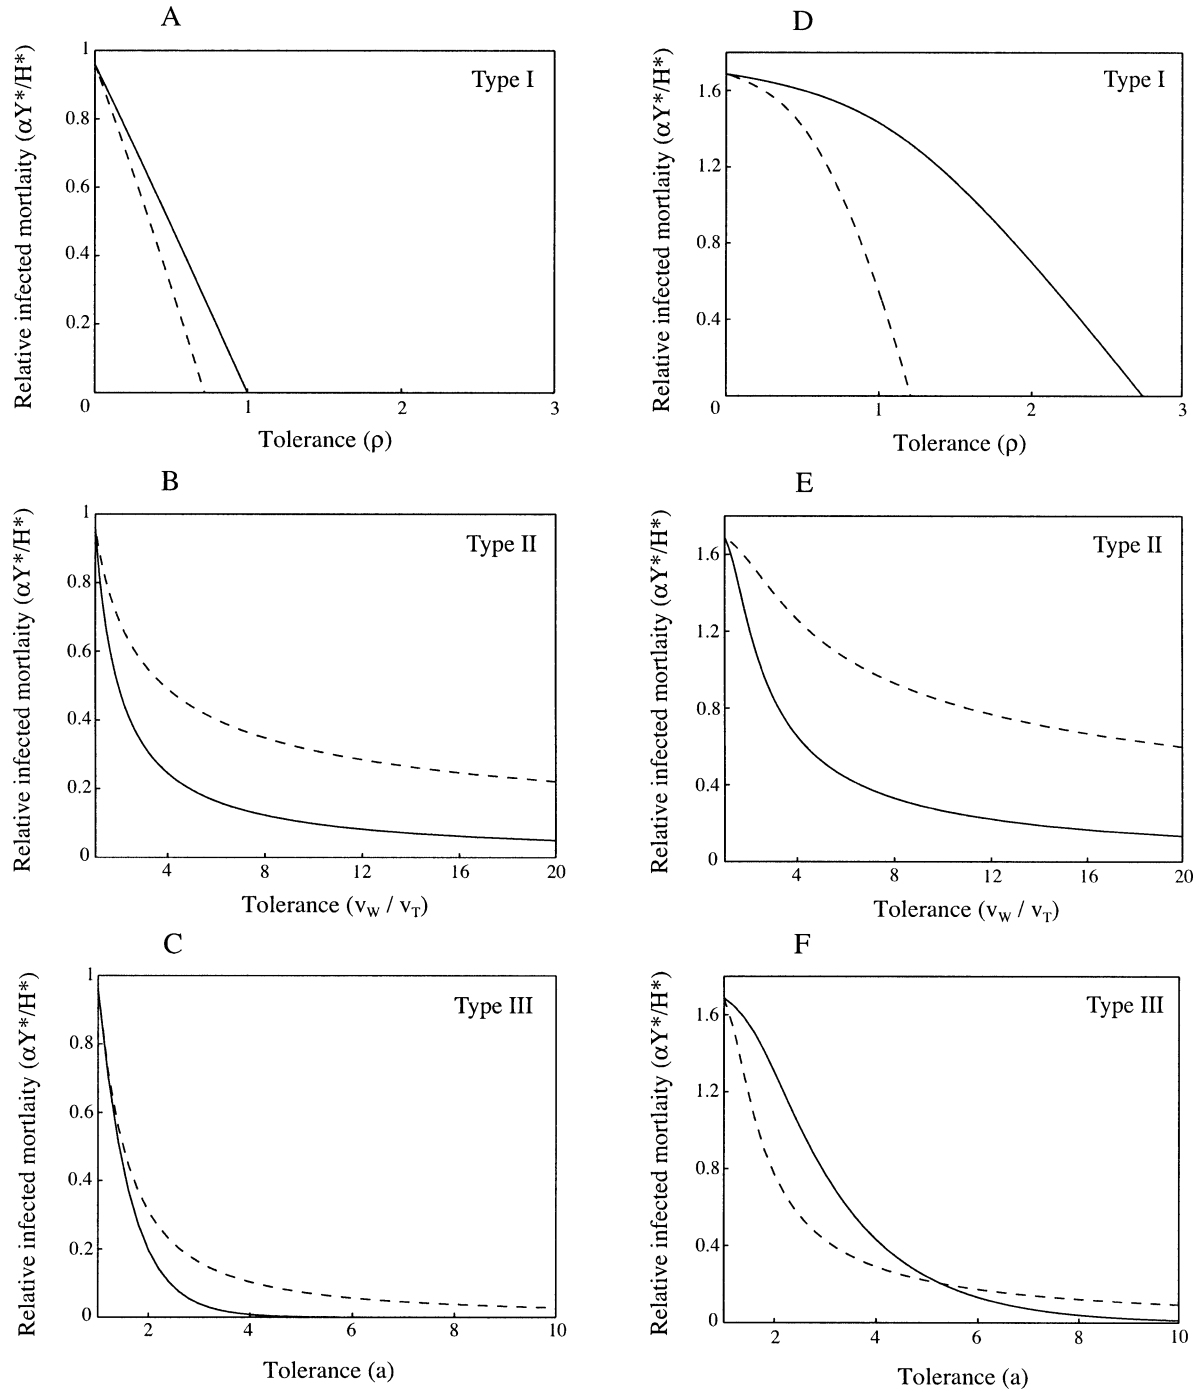 A
Relative infected mortlaity (αY*/H*)
Type I
1
0.8
0.6
0.4
0.2
0
1
2
3
Tolerance (ρ)
D
Relative infected mortlaity (αY*/H*)
Type I
1.6
1.2
0.8
0.4
0
1
2
3
Tolerance (ρ)
B
Relative infected mortlaity (αY*/H*)
Type II
1
0.8
0.6
0.4
0.2
0
4
8
12
16
20
Tolerance (vW / vT)
E
Relative infected mortlaity (αY*/H*)
Type II
1.6
1.2
0.8
0.4
0
4
8
12
16
20
Tolerance (vW / vT)
C
Relative infected mortlaity (αY*/H*)
Type III
1
0.8
0.6
0.4
0.2
0
2
4
6
8
10
Tolerance (a)
F
Relative infected mortlaity (αY*/H*)
Type III
1.6
1.2
0.8
0.4
0
2
4
6
8
10
Tolerance (a)